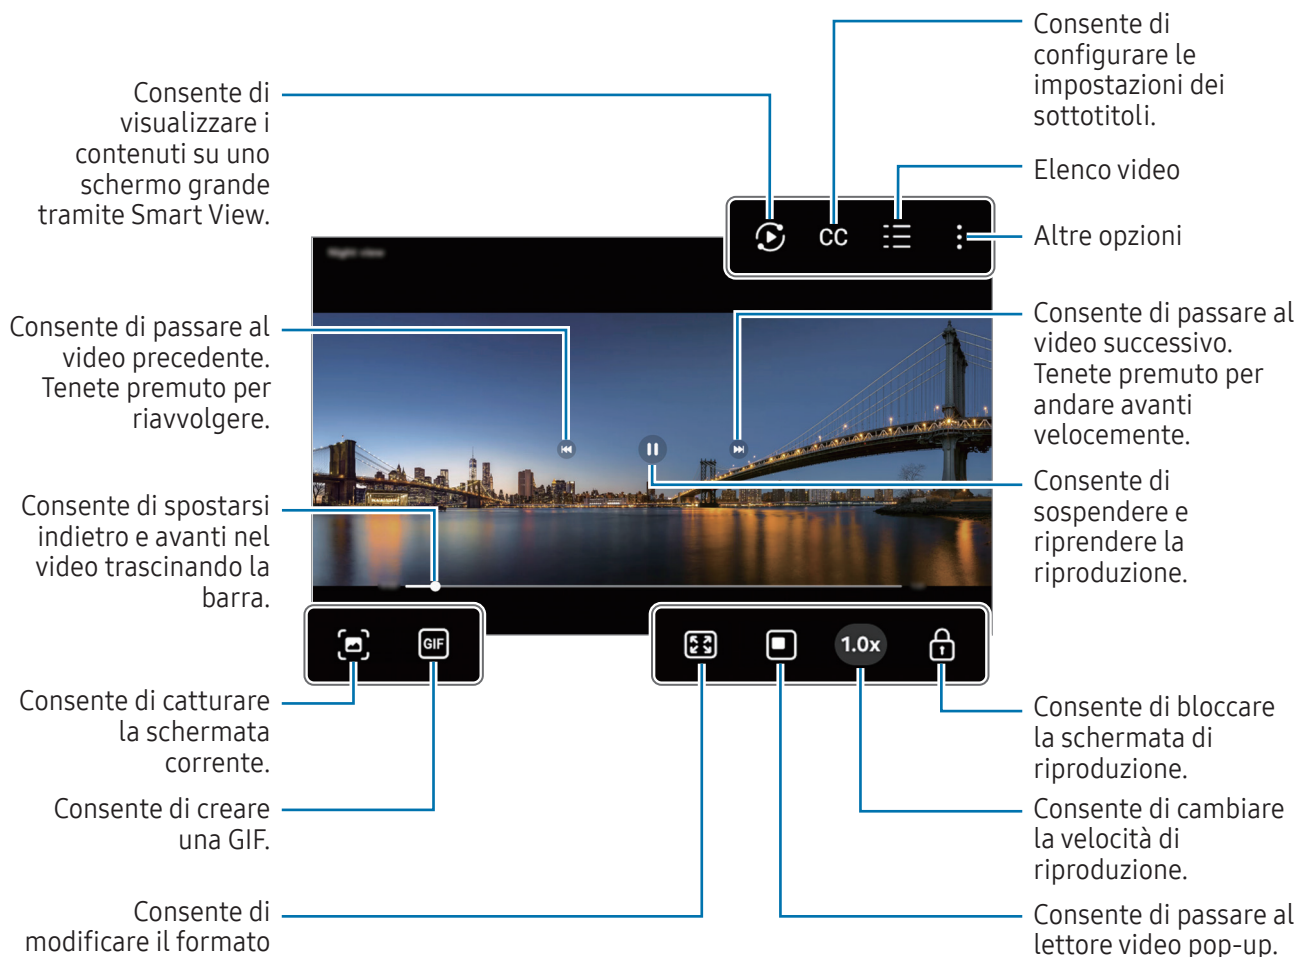 Consente di
configurare le
impostazioni dei
sottotitoli.
Consente di
visualizzare i
contenuti su uno
schermo grande
tramite Smart View.
Elenco video
Altre opzioni
CC
Consente di passare al
video precedente.
Tenete premuto per
riavvolgere.
Consente di passare al
video successivo.
Tenete premuto per
andare avanti
velocemente.
Consente di
sospendere e
riprendere la
riproduzione.
Consente di spostarsi
indietro e avanti nel
video trascinando la
barra.
GIF
1.0x
Consente di catturare
la schermata
corrente.
Consente di bloccare
la schermata di
riproduzione.
Consente di creare
una GIF.
Consente di cambiare
la velocità di
riproduzione.
Consente di
modificare il formato
Consente di passare al
lettore video pop-up.